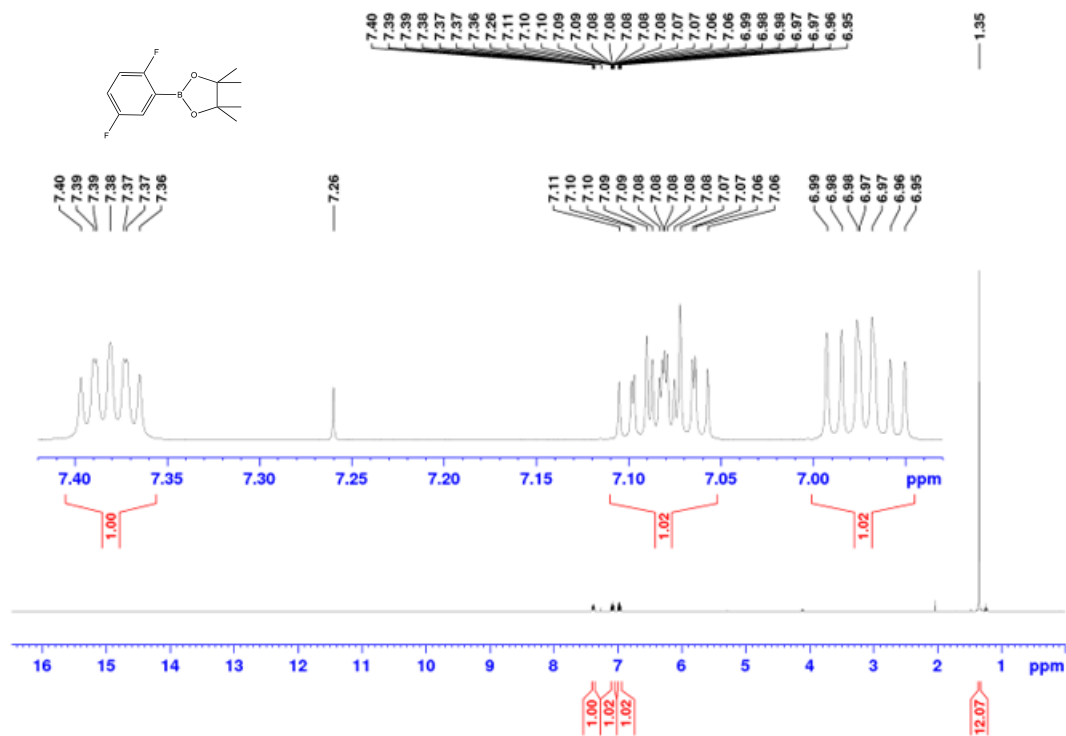 7.40 7.39 7.39 7.38 7.37 7.37 7.36 7.26 7.11 7.10 7.10 7.09 7.09 7.08 7.08 7.08 7.08 7.08 7.07 7.07 7.06 7.06 6.99 6.98 6.98 6.97 6.97 6.96 6.95 1.35
F
O
B
O
F
7.40 7.39 7.39 7.38 7.37 7.37 7.36 7.26 7.11 7.10 7.10 7.09 7.09 7.08 7.08 7.08 7.08 7.08 7.07 7.07 7.06 7.06 6.99 6.98 6.98 6.97 6.97 6.96 6.95
7.40 7.35 7.30 7.25 7.20 7.15 7.10 7.05 7.00 ppm
1.00 1.02 1.02
16 15 14 13 12 11 10 9 8 7 6 5 4 3 2 1 ppm
1.00 1.02 1.02 12.07